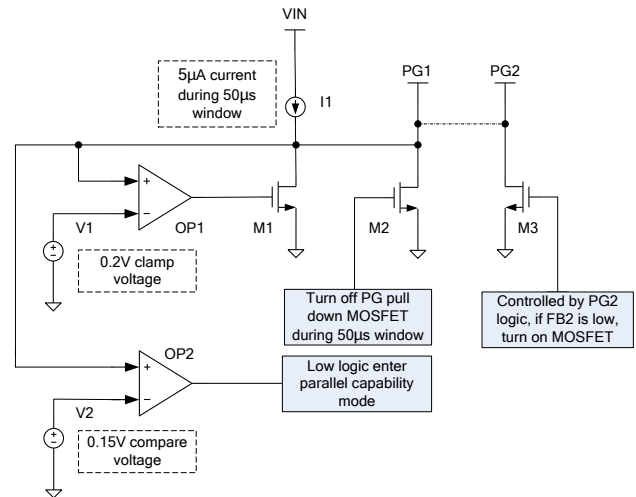 VIN
5µA current
during 50µs
window
I1
PG1
PG2
+
−
OP1
M1
M2
M3
V1
+
−
0.2V clamp
voltage
Turn off PG pull
down MOSFET
during 50µs window
Controlled by PG2
logic, if FB2 is low,
turn on MOSFET
OP2
+
−
Low logic enter
parallel capability
mode
V2
+
−
0.15V compare
voltage